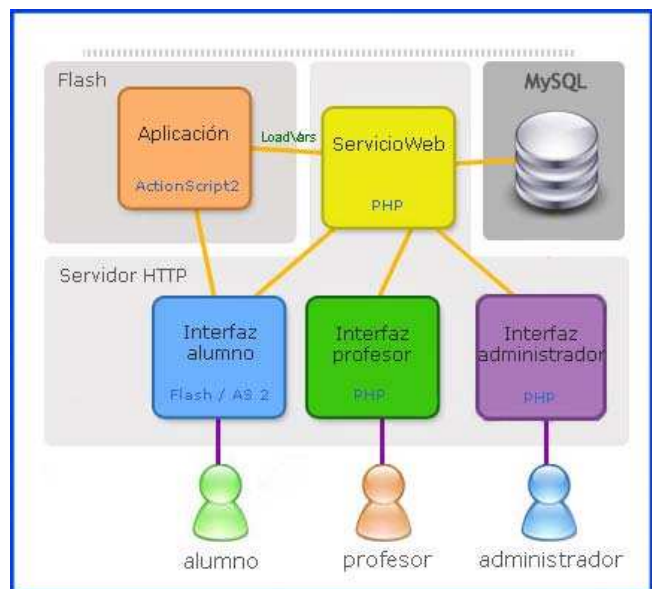 Flash
MySQL
Aplicación
LoadVars
ServicioWeb
ActionScript2
PHP
Servidor HTTP
Interfaz
alumno
Flash / AS 2
Interfaz
profesor
PHP
Interfaz
administrador
PHP
alumno
profesor
administrador